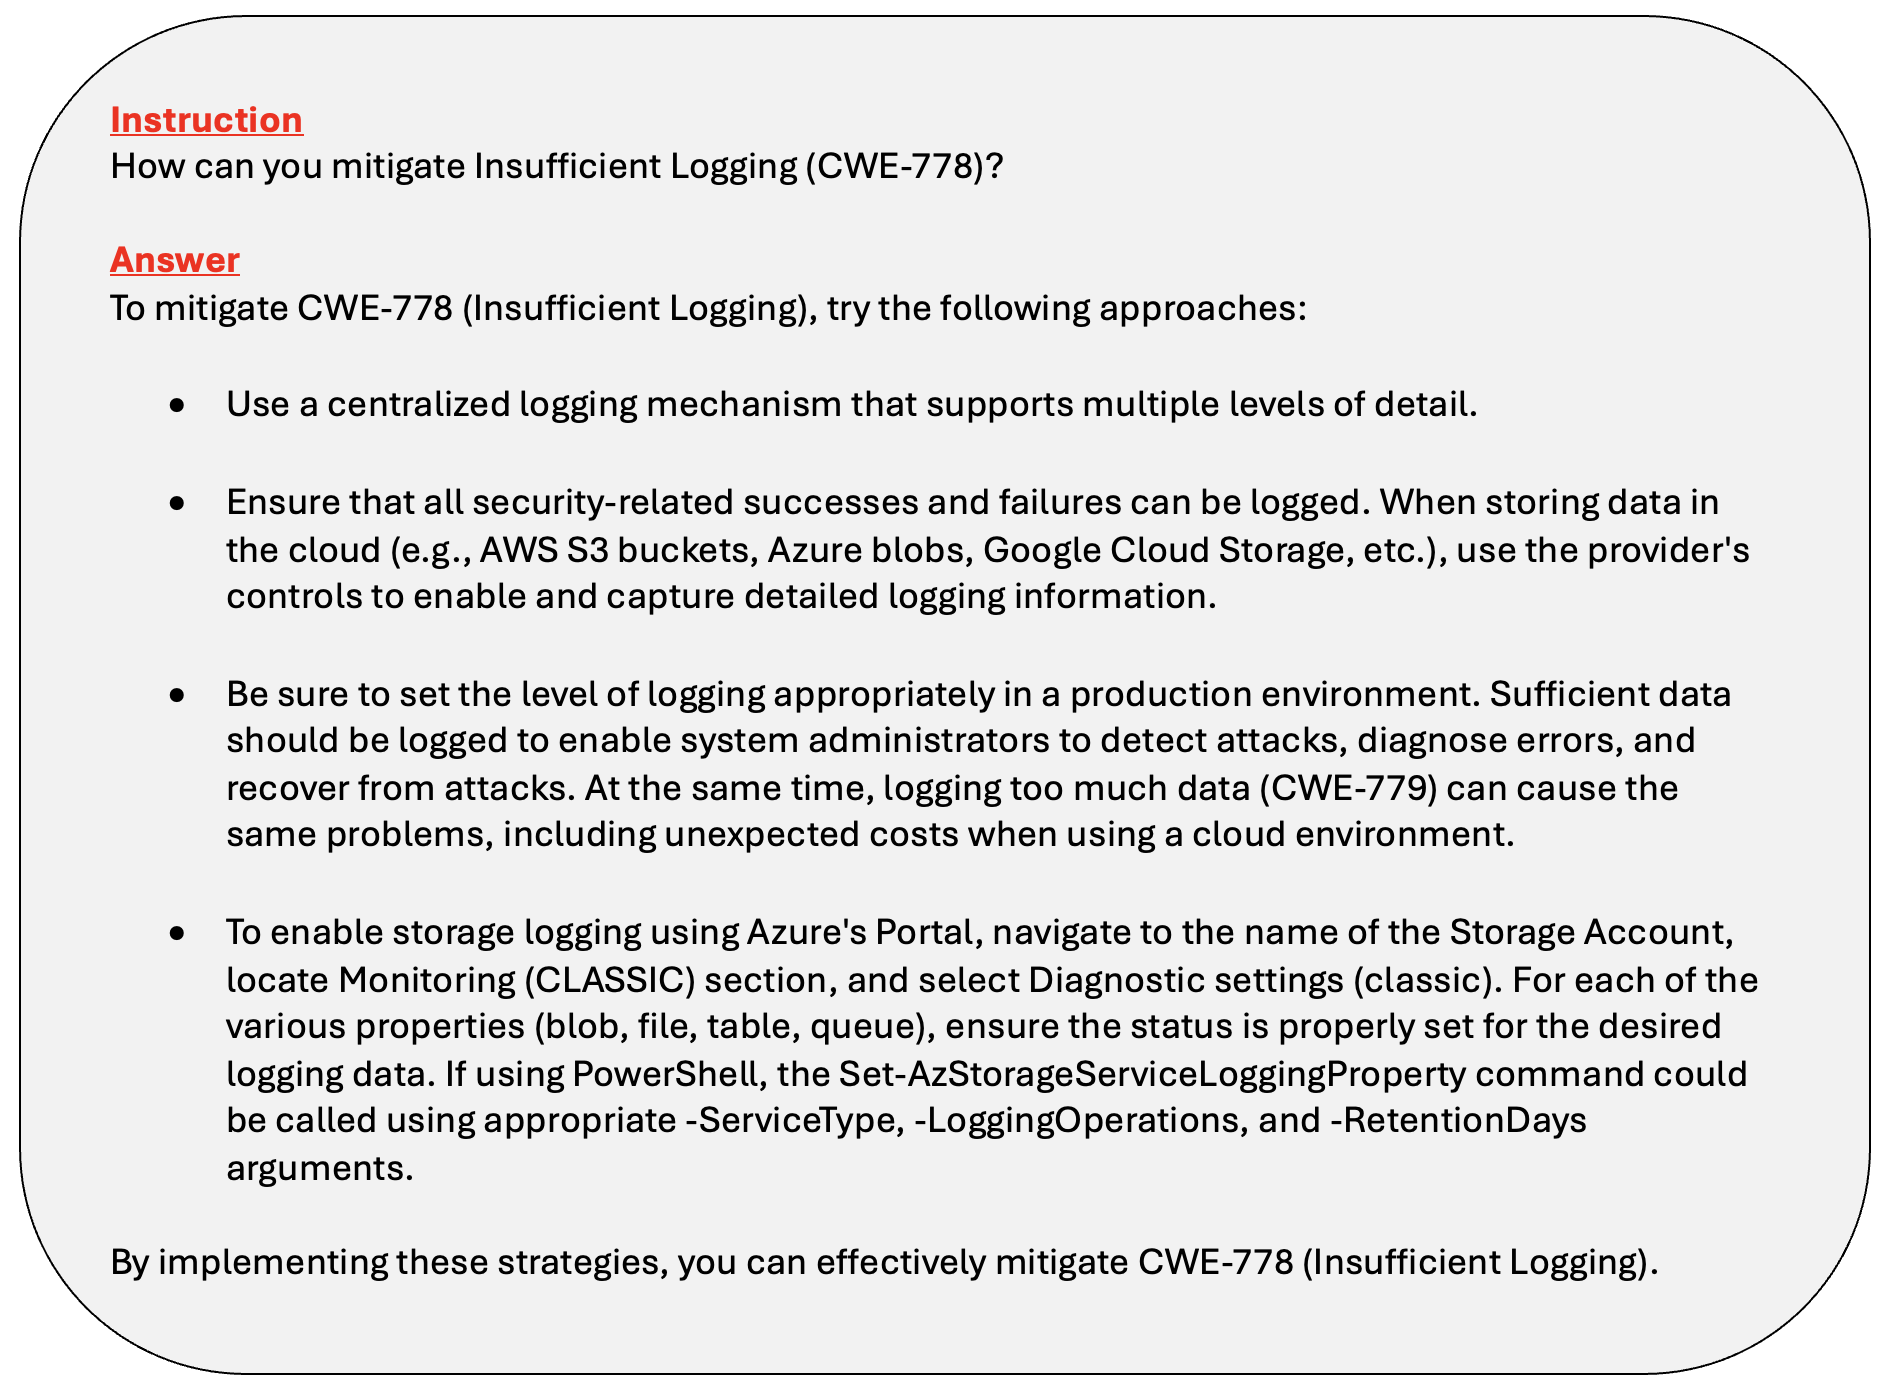 Instruction
How can you mitigate Insufficient Logging (CWE-778)?
Answer
To mitigate CWE-778 (Insufficient Logging), try the following approaches:
● Use a centralized logging mechanism that supports multiple levels of detail.
● Ensure that all security-related successes and failures can be logged. When storing data in
the cloud (e.g., AWS S3 buckets, Azure blobs, Google Cloud Storage, etc.), use the provider's
controls to enable and capture detailed logging information.
● Be sure to set the level of logging appropriately in a production environment. Sufficient data
should be logged to enable system administrators to detect attacks, diagnose errors, and
recover from attacks. At the same time, logging too much data (CWE-779) can cause the
same problems, including unexpected costs when using a cloud environment.
● To enable storage logging using Azure's Portal, navigate to the name of the Storage Account,
locate Monitoring (CLASSIC) section, and select Diagnostic settings (classic). For each of the
various properties (blob, file, table, queue), ensure the status is properly set for the desired
logging data. If using PowerShell, the Set-AzStorageServiceLoggingProperty command could
be called using appropriate -ServiceType, -LoggingOperations, and -RetentionDays
arguments.
By implementing these strategies, you can effectively mitigate CWE-778 (Insufficient Logging).